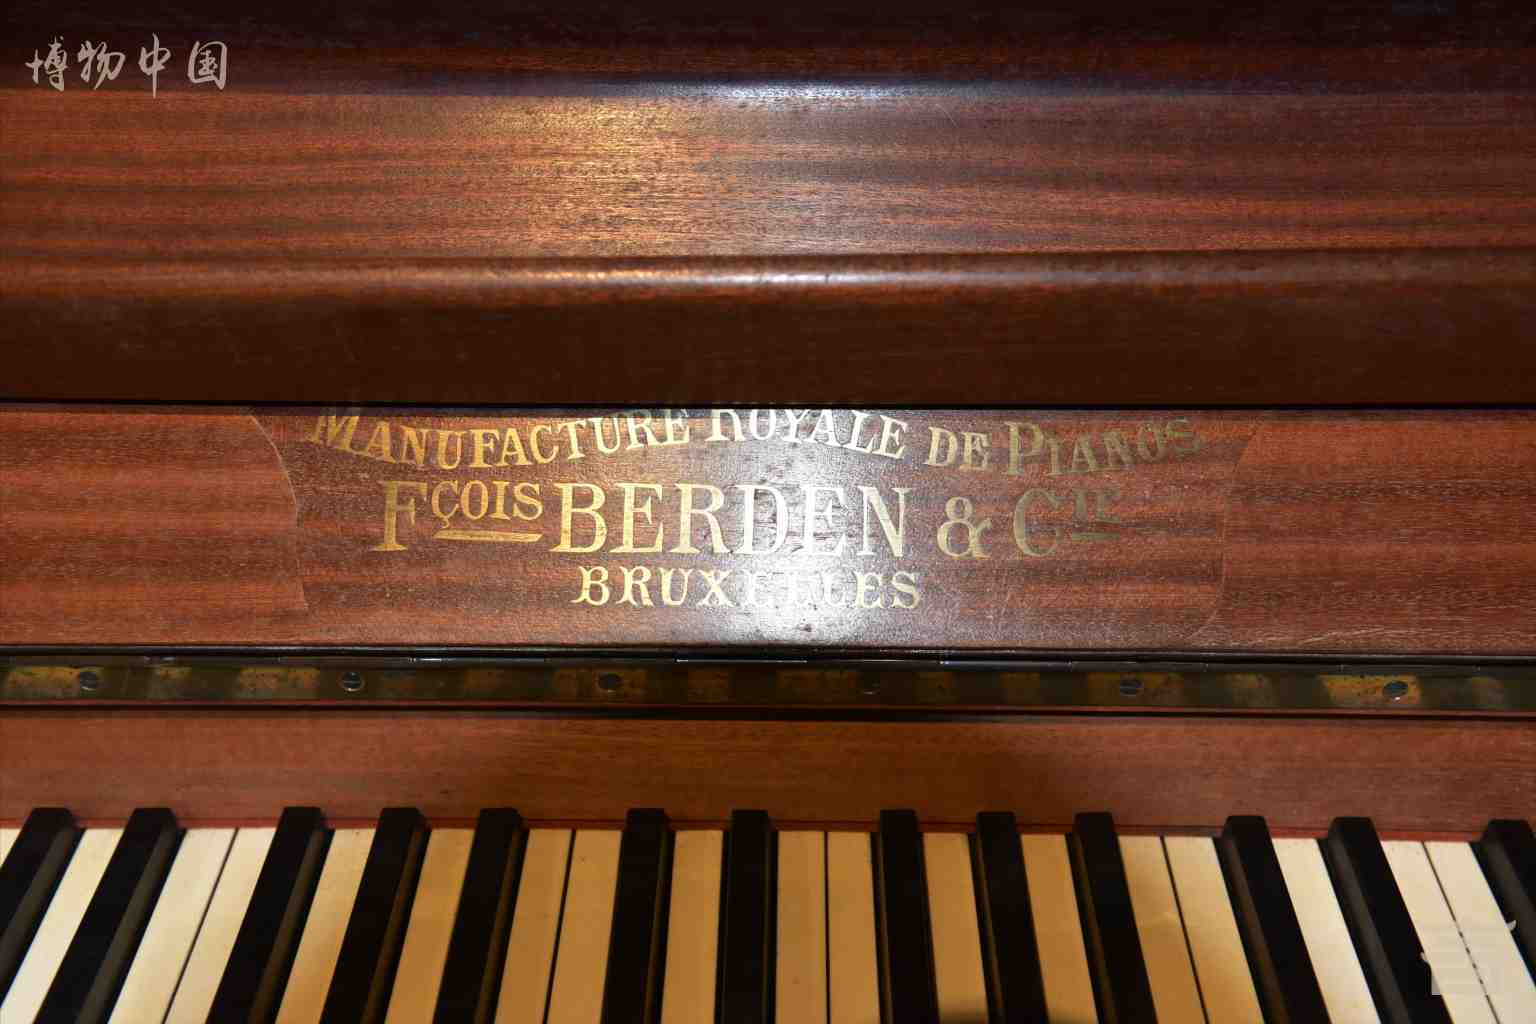 博物中国
MANUFACTURE ROYALE DE PIANOS
FÇOIS BERDEN & CIE
BRUXELLES